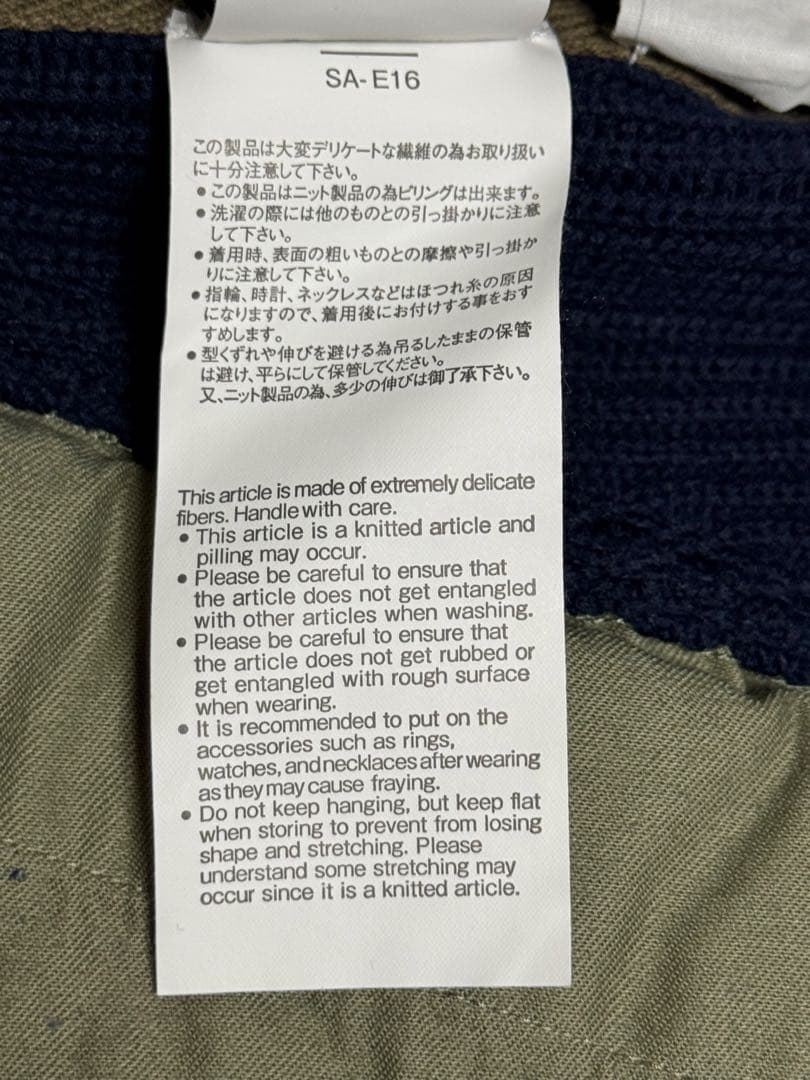 SA-E16
この製品は大変デリケートな繊維の為お取り扱い
に十分注意して下さい。
●この製品はニット製品の為ピリングは出来ます。
●洗濯の際には他のものとの引っ掛かりに注意
して下さい。
●着用時、表面の粗いものとの摩擦や引っ掛か
りに注意して下さい。
●指輪、時計、ネックレスなどはほつれ糸の原因
になりますので、着用後にお付けする事をおす
すめします。
●型くずれや伸びを避ける為吊るしたままの保管
は避け、平らにして保管してください。
又、ニット製品の為、多少の伸びは御了承下さい。
This article is made of extremely delicate
fibers. Handle with care.
● This article is a knitted article and
pilling may occur.
● Please be careful to ensure that
the article does not get entangled
with other articles when washing.
● Please be careful to ensure that
the article does not get rubbed or
get entangled with rough surface
when wearing.
● It is recommended to put on the
accessories such as rings,
watches, and necklaces after wearing
as they may cause fraying.
● Do not keep hanging, but keep flat
when storing to prevent from losing
shape and stretching. Please
understand some stretching may
occur since it is a knitted article.